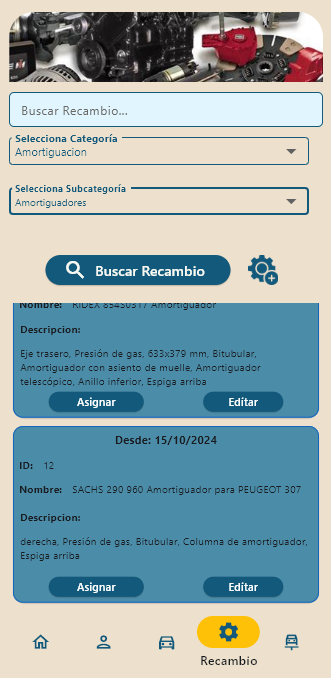 Buscar Recambio...
Selecciona Categoría
Amortiguacion
Selecciona Subcategoría
Amortiguadores
Buscar Recambio
Nombre: RIDEX 854S0317 Amortiguador
Descripcion:
Eje trasero, Presión de gas, 633x379 mm, Bitubular,
Amortiguador con asiento de muelle, Amortiguador
telescópico, Anillo inferior, Espiga arriba
Asignar Editar
Desde: 15/10/2024
ID: 12
Nombre: SACHS 290 960 Amortiguador para PEUGEOT 307
Descripcion:
derecha, Presión de gas, Bitubular, Columna de amortiguador,
Espiga arriba
Asignar Editar
Recambio